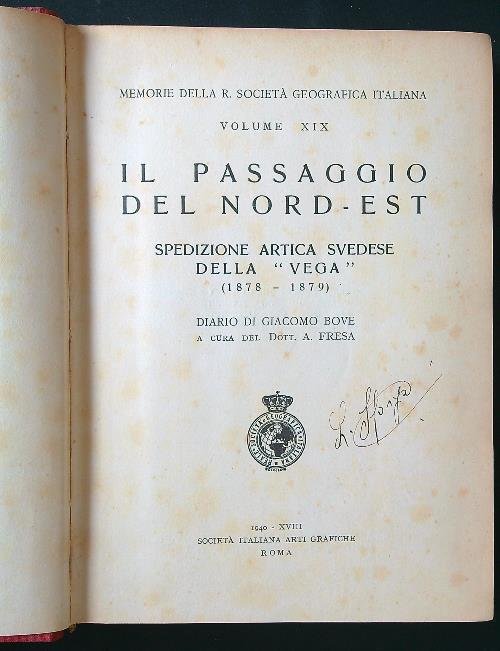 MEMORIE DELLA R. SOCIETÀ GEOGRAFICA ITALIANA
VOLUME XIX
IL PASSAGGIO
DEL NORD-EST
SPEDIZIONE ARTICA SVEDESE
DELLA "VEGA"
(1878 - 1879)
DIARIO DI GIACOMO BOVE
A CURA DEL DOTT. A. FRESA
1940 - XVIII
SOCIETÀ ITALIANA ARTI GRAFICHE
ROMA